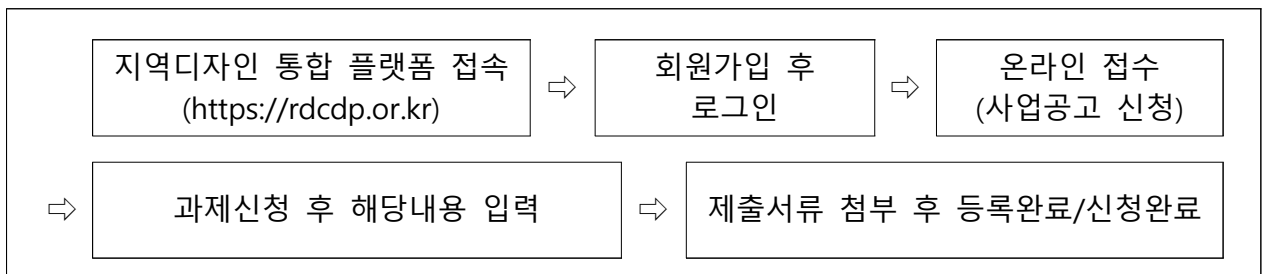 지역디자인 통합 플랫폼 접속
(https://rdcdp.or.kr)
⇨
회원가입 후
로그인
⇨
온라인 접수
(사업공고 신청)
⇨
과제신청 후 해당내용 입력
⇨
제출서류 첨부 후 등록완료/신청완료